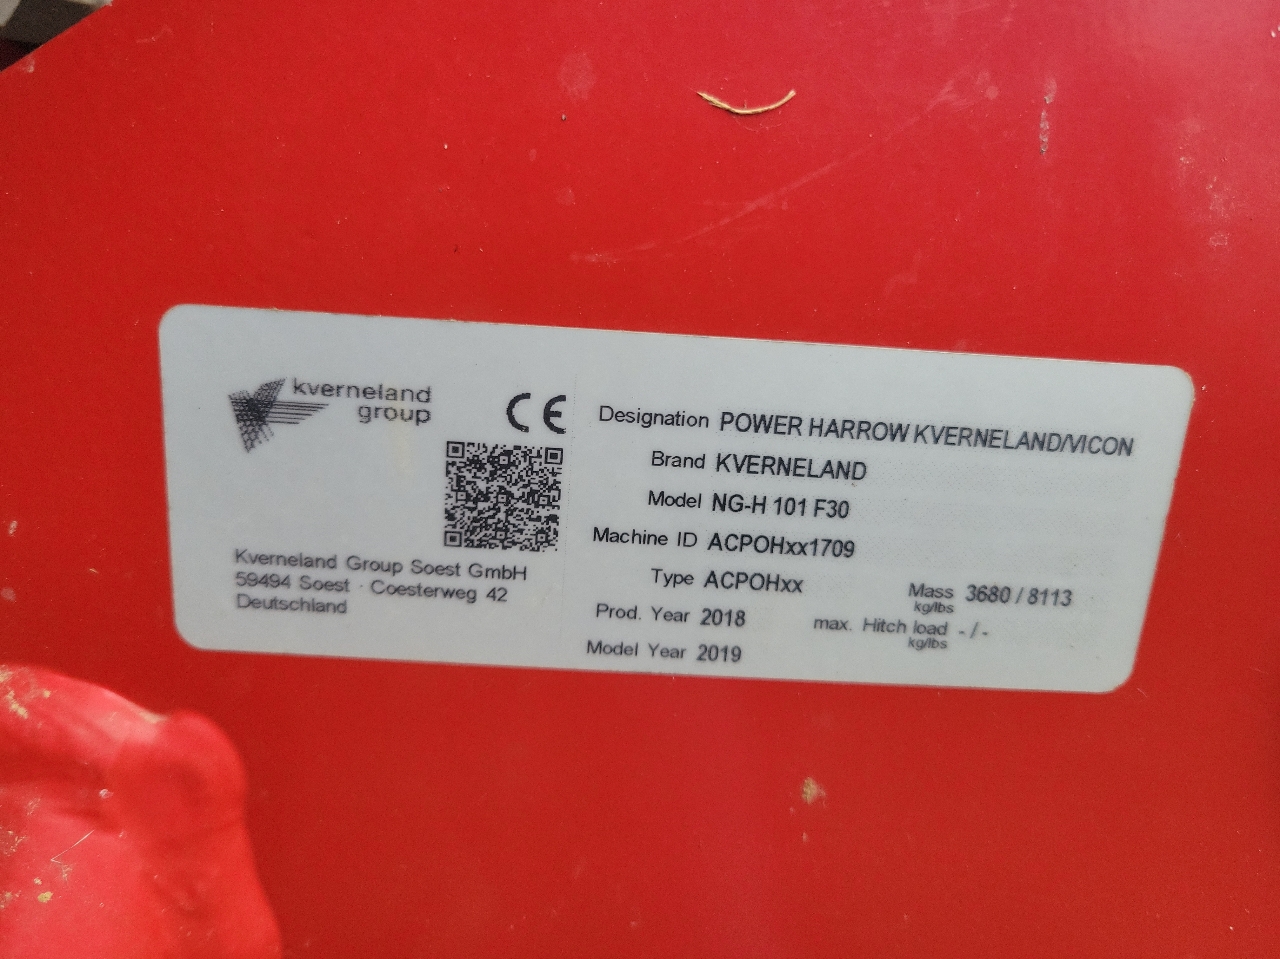 kverneland
group
CE
Kverneland Group Soest GmbH
59494 Soest · Coesterweg 42
Deutschland
Designation POWER HARROW KVERNELAND/VICON
Brand KVERNELAND
Model NG-H 101 F30
Machine ID ACPOHxx1709
Type ACPOHxx
Mass 3680 / 8113
kg/lbs
Prod. Year 2018
max. Hitch load - / -
kg/lbs
Model Year 2019